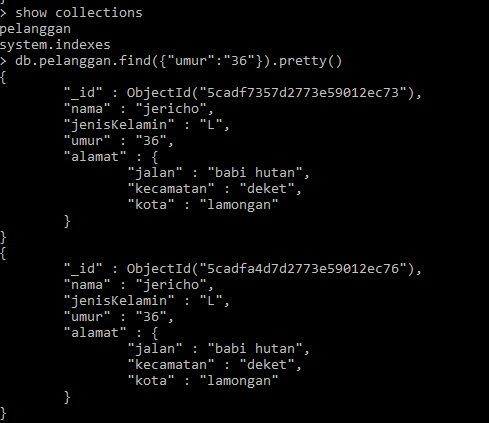 > show collections
pelanggan
system.indexes
> db.pelanggan.find({"umur":"36"}).pretty()
{
        "_id" : ObjectId("5cadf7357d2773e59012ec73"),
        "nama" : "jericho",
        "jenisKelamin" : "L",
        "umur" : "36",
        "alamat" : {
                "jalan" : "babi hutan",
                "kecamatan" : "deket",
                "kota" : "lamongan"
        }
}
{
        "_id" : ObjectId("5cadfa4d7d2773e59012ec76"),
        "nama" : "jericho",
        "jenisKelamin" : "L",
        "umur" : "36",
        "alamat" : {
                "jalan" : "babi hutan",
                "kecamatan" : "deket",
                "kota" : "lamongan"
        }
}